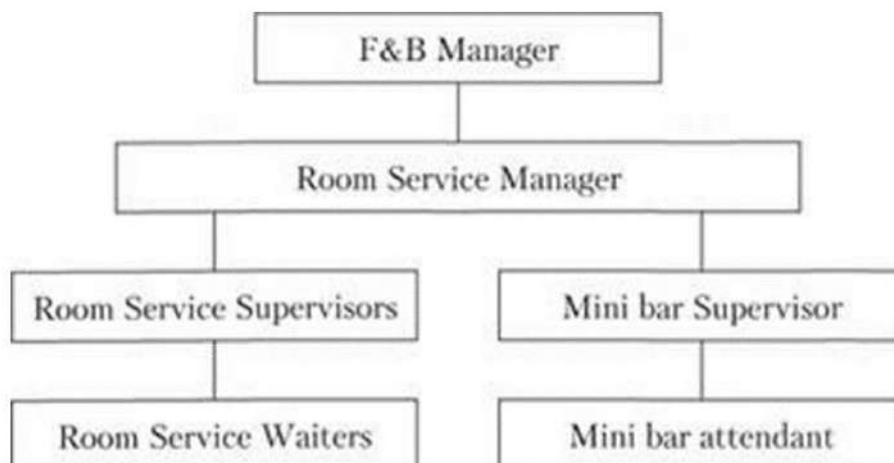 F&B Manager
Room Service Manager
Room Service Supervisors
Mini bar Supervisor
Room Service Waiters
Mini bar attendant